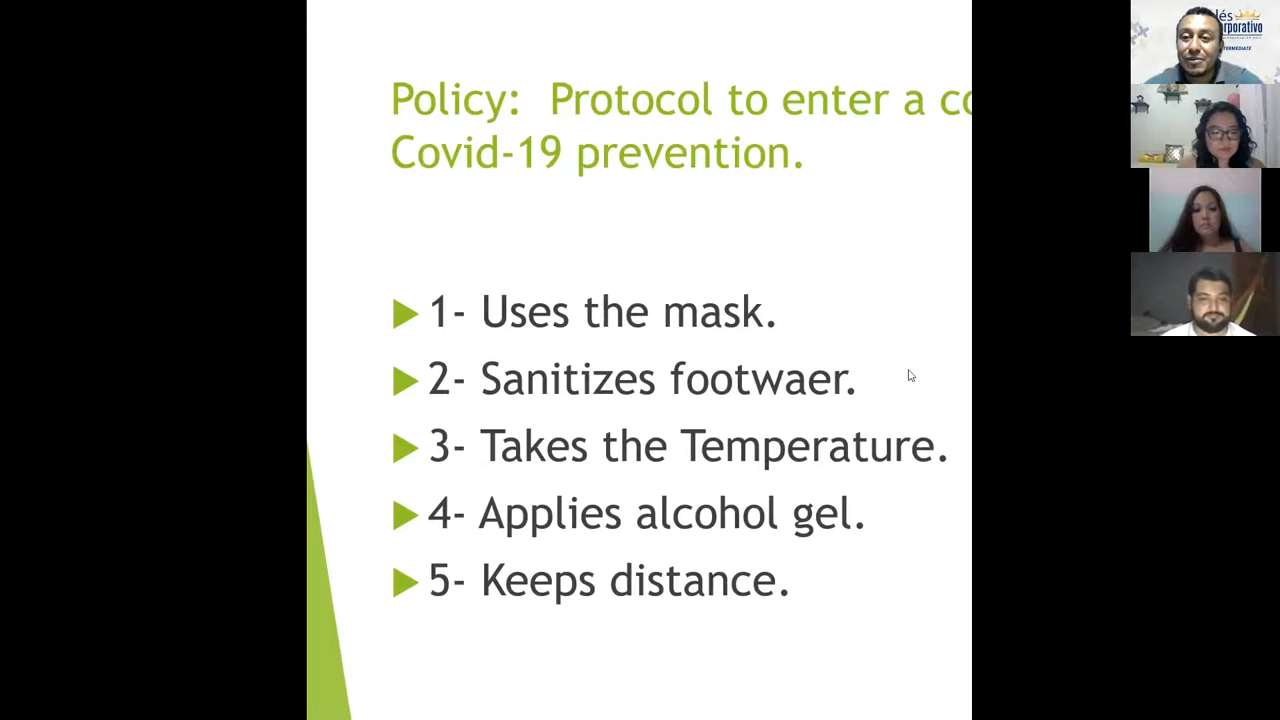 Policy: Protocol to enter a
Covid-19 prevention.
1- Uses the mask.
2- Sanitizes footwaer.
3- Takes the Temperature.
4- Applies alcohol gel.
5- Keeps distance.